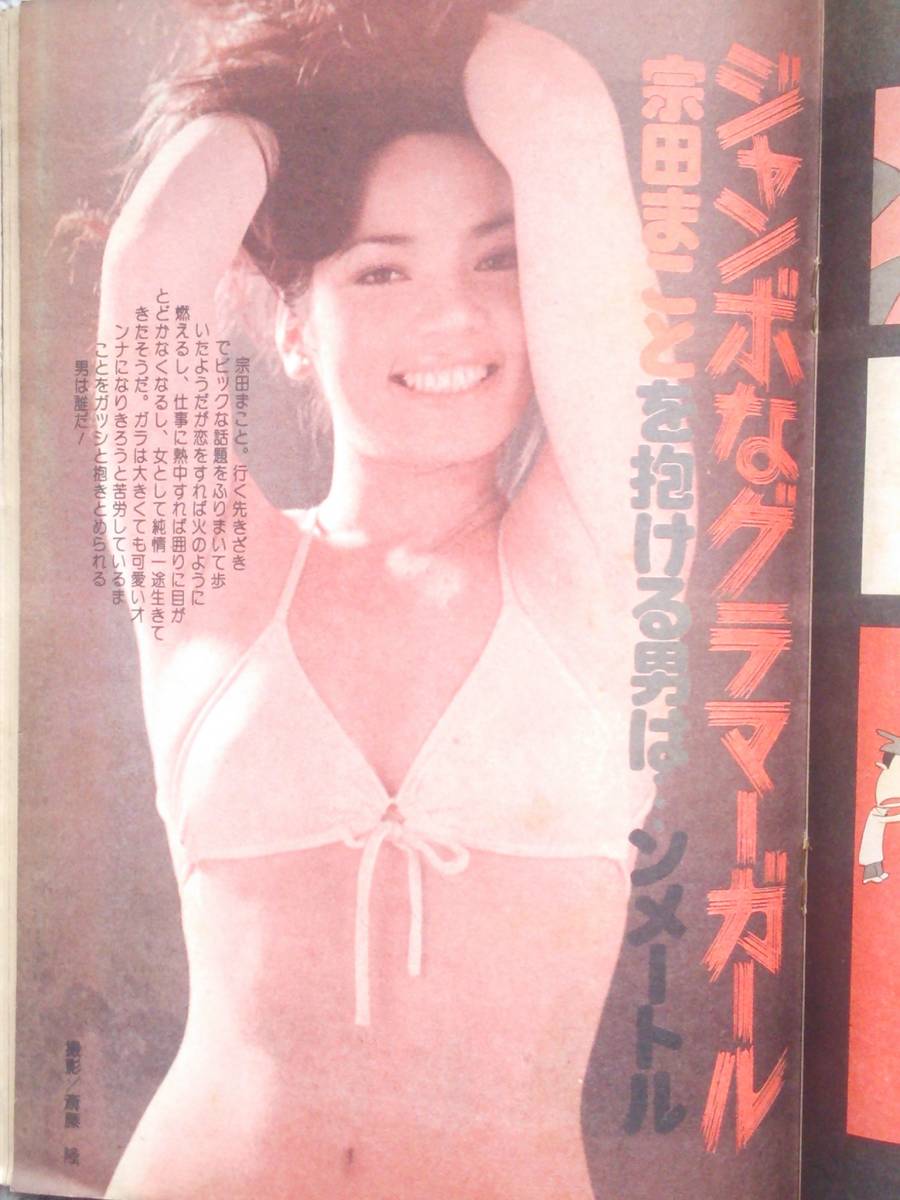 ジャンボなグラマーガール
宗田まことを抱ける男は…ンメートル
宗田まこと。行く先きざき
でビックな話題をふりまいて歩
いたようだが恋をすれば火のように
燃えるし、仕事に熱中すれば囲りに目が
とどかなくなるし、女として純情一途生きて
きたそうだ。ガラは大きくても可愛いオ
ンナになりきろうと苦労しているま
ことをガッシと抱きとめられる
男は誰だ！
撮影／斎藤